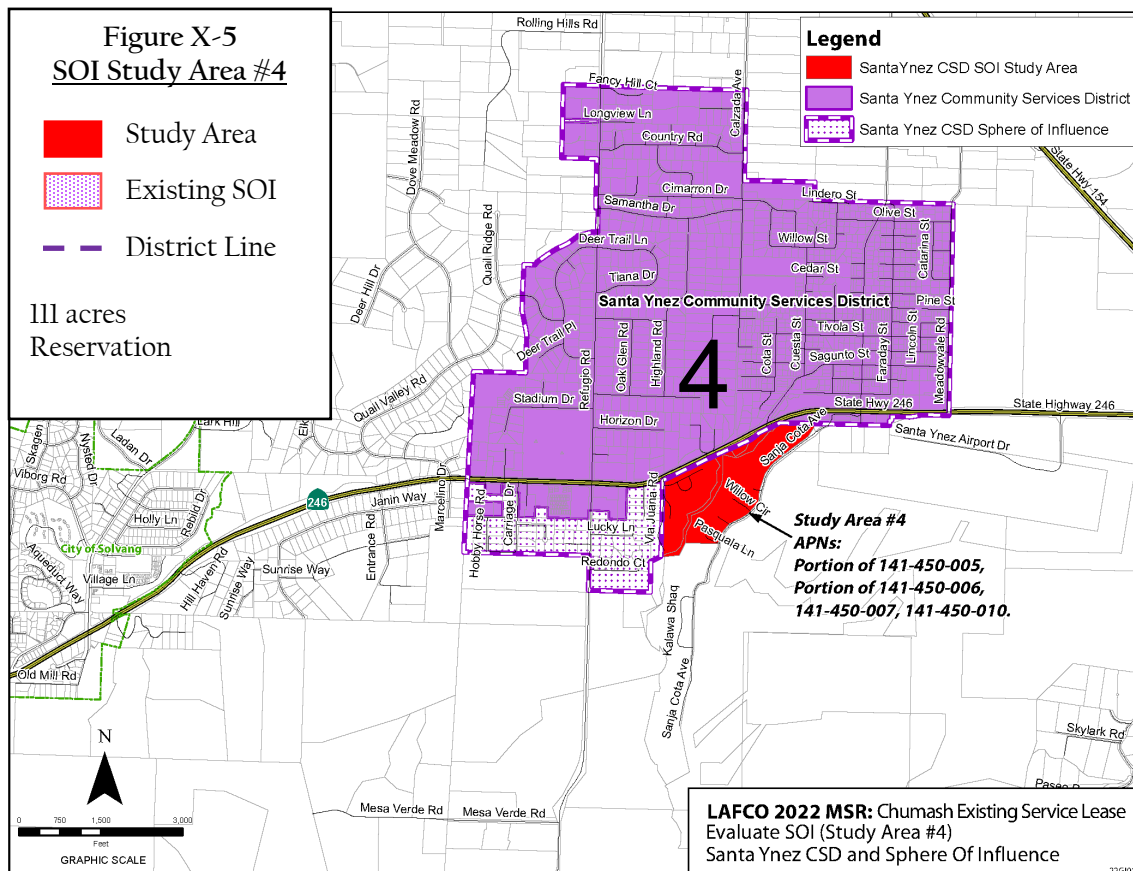 Figure X-5
SOI Study Area #4
Study Area
Existing SOI
District Line
111 acres
Reservation
Legend
SantaYnez CSD SOI Study Area
Santa Ynez Community Services District
Santa Ynez CSD Sphere of Influence
Rolling Hills Rd
Fancy Hill Ct
Calzada Ave
Longview Ln
Country Rd
State Hwy 154
Dove Meadow Rd
Cimarron Dr
Lindero St
Samantha Dr
Olive St
Quail Ridge Rd
Deer Trail Ln
Willow St
Catarina St
Deer Hill Dr
Tiana Dr
Cedar St
Santa Ynez Community Services District
Pine St
Deer Trail Pl
Refugio Rd
Oak Glen Rd
Highland Rd
4
Cola St
Cuesta St
Tivola St
Sagunto St
Faraday St
Lincoln St
Meadowvale Rd
Quail Valley Rd
Stadium Dr
Horizon Dr
State Hwy 246
State Highway 246
Sanja Cota Ave
Santa Ynez Airport Dr
Lark Hill
Elk
Skagen
Nysted Dr
Ladan Dr
Viborg Rd
Marcelino Dr
Janin Way
246
Hobby Horse Rd
Carriage Dr
Via Juana Rd
Willow Cir
Rebild Dr
Holly Ln
Lucky Ln
Pasquala Ln
Study Area #4
APNs:
Portion of 141-450-005,
Portion of 141-450-006,
141-450-007, 141-450-010.
City of Solvang
Aqueduct Way
Village Ln
Hill Haven Rd
Sunrise Way
Sunrise Way
Entrance Rd
Redondo Ct
Kalawa Shaq
Sanja Cota Ave
Old Mill Rd
Skylark Rd
N
Mesa Verde Rd
Mesa Verde Rd
0 750 1,500 3,000
Feet
GRAPHIC SCALE
LAFCO 2022 MSR: Chumash Existing Service Lease
Evaluate SOI (Study Area #4)
Santa Ynez CSD and Sphere Of Influence